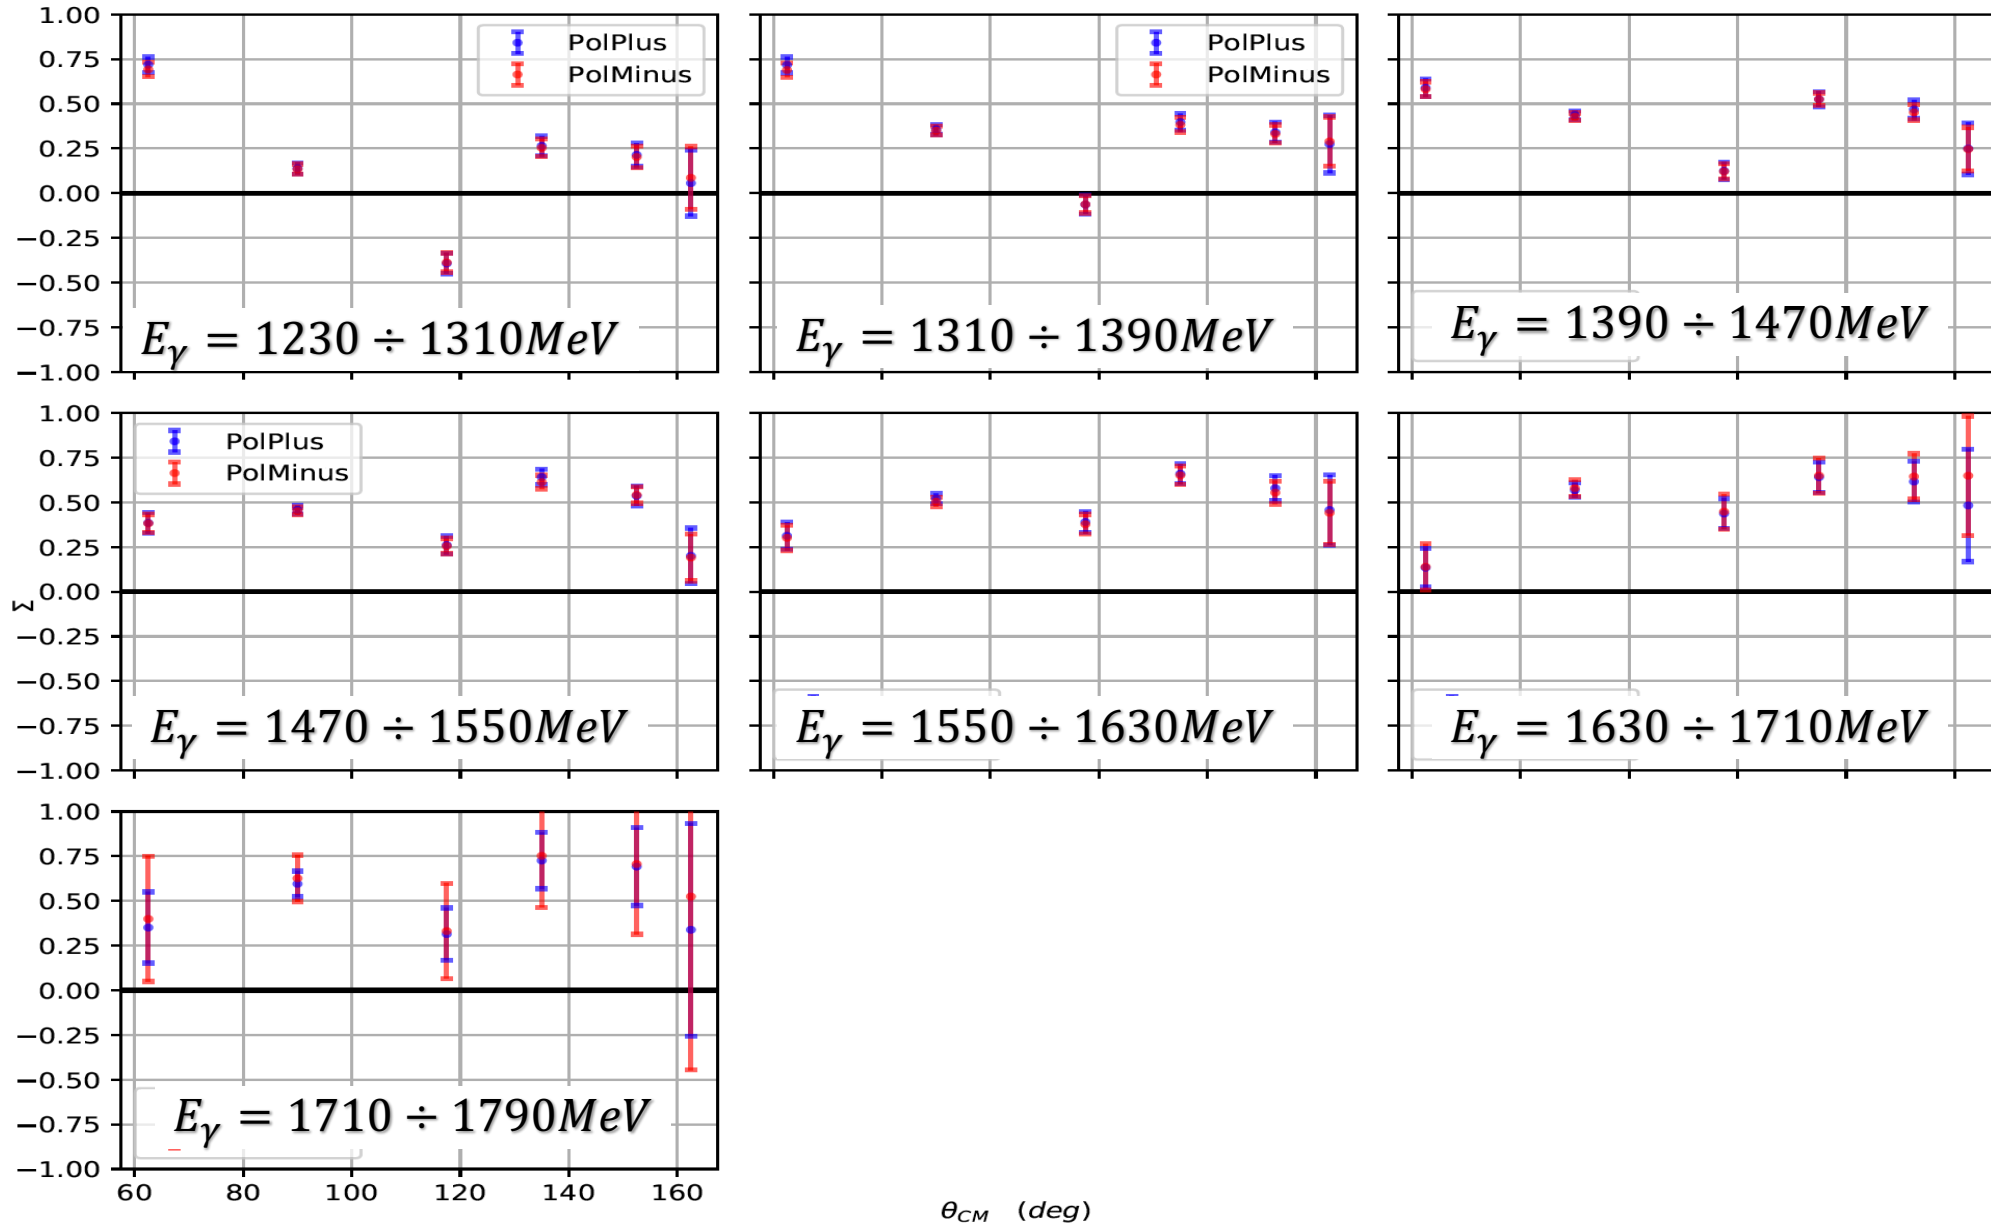 1.00
0.75
0.50
0.25
0.00
−0.25
−0.50
−0.75
−1.00
PolPlus
PolMinus
E_γ = 1230 ÷ 1310MeV
PolPlus
PolMinus
E_γ = 1310 ÷ 1390MeV
E_γ = 1390 ÷ 1470MeV
Σ
1.00
0.75
0.50
0.25
0.00
−0.25
−0.50
−0.75
−1.00
PolPlus
PolMinus
E_γ = 1470 ÷ 1550MeV
E_γ = 1550 ÷ 1630MeV
E_γ = 1630 ÷ 1710MeV
1.00
0.75
0.50
0.25
0.00
−0.25
−0.50
−0.75
−1.00
E_γ = 1710 ÷ 1790MeV
60 80 100 120 140 160
θ_CM (deg)